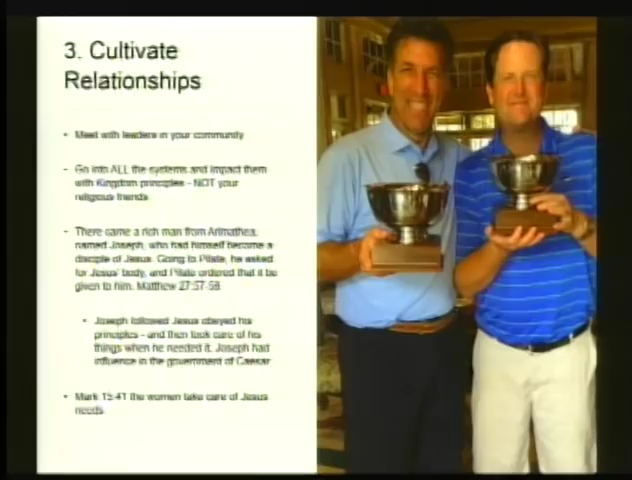 3. Cultivate
Relationships
• Meet with leaders in your community
• Go into ALL the systems and impact them
with Kingdom principles - NOT your
religious friends
• There came a rich man from Arimathea,
named Joseph, who had himself become a
disciple of Jesus. Going to Pilate, he asked
for Jesus' body, and Pilate ordered that it be
given to him. Matthew 27:57-58
• Joseph followed Jesus obeyed his
principles - and then took care of his
things when he needed it. Joseph had
influence in the government of Caesar
• Mark 15:41 the women take care of Jesus
needs